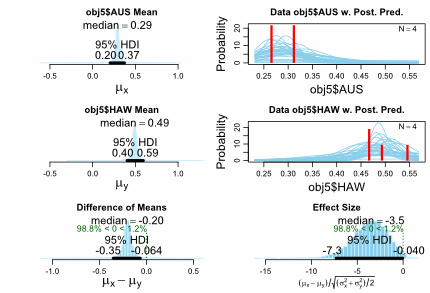 obj5$AUS Mean
median = 0.29
95% HDI
0.20 0.37
-0.5 0.0 0.5 1.0
μx
Data obj5$AUS w. Post. Pred.
N = 4
Probability
0 10 20
0.25 0.30 0.35 0.40 0.45 0.50 0.55
obj5$AUS
obj5$HAW Mean
median = 0.49
95% HDI
0.40 0.59
-0.5 0.0 0.5 1.0
μy
Data obj5$HAW w. Post. Pred.
N = 4
Probability
0 10 20
0.25 0.30 0.35 0.40 0.45 0.50 0.55
obj5$HAW
Difference of Means
median = -0.20
98.8% < 0 < 1.2%
95% HDI
-0.35 -0.064
-1.0 -0.5 0.0 0.5
μx − μy
Effect Size
median = -3.5
98.8% < 0 < 1.2%
95% HDI
-7.3 -0.040
-15 -10 -5 0
(μx − μy)/√(σx² + σy²)/2